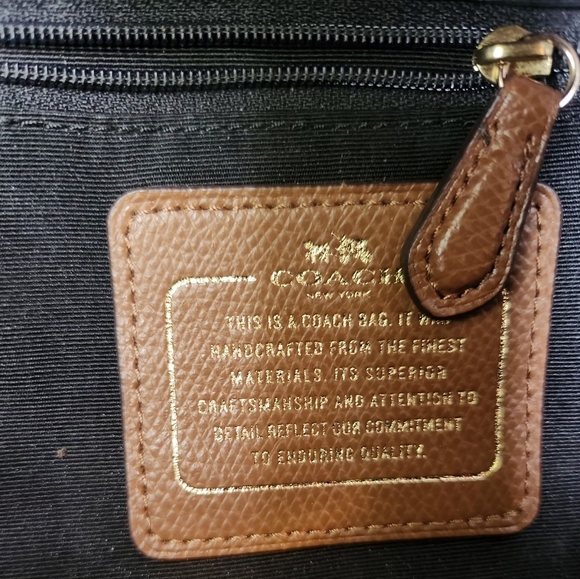 COACH
NEW YORK
THIS IS A COACH BAG. IT WAS
HANDCRAFTED FROM THE FINEST
MATERIALS. ITS SUPERIOR
CRAFTSMANSHIP AND ATTENTION TO
DETAIL REFLECT OUR COMMITMENT
TO ENDURING QUALITY.